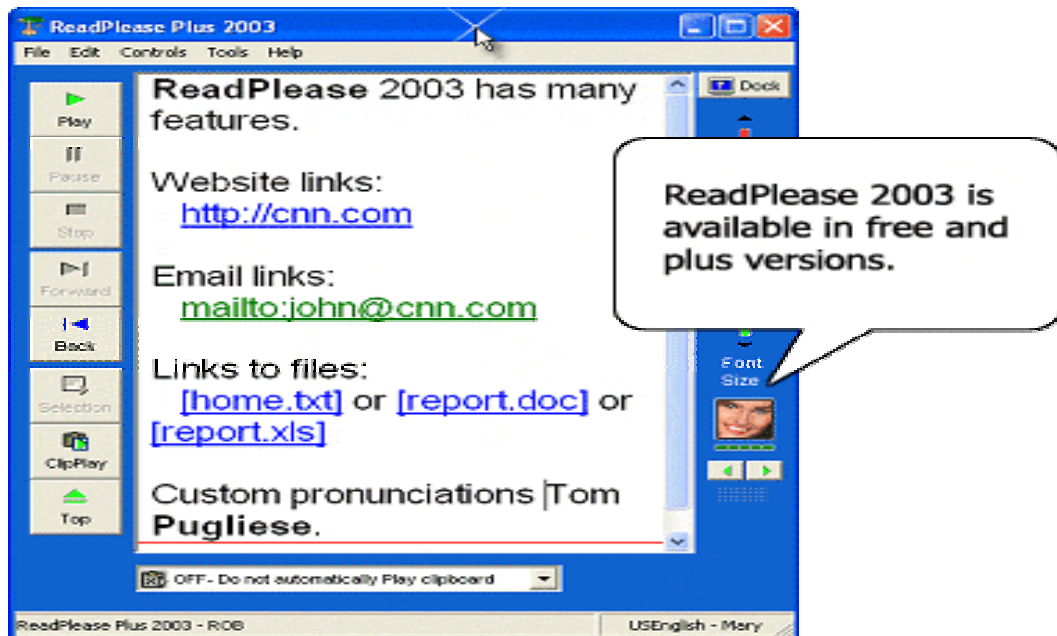 ReadPlease Plus 2003
File Edit Controls Tools Help
Play
Pause
Stop
Forward
Back
Selection
ClipPlay
Top
ReadPlease 2003 has many
features.
Website links:
http://cnn.com
Email links:
mailto:john@cnn.com
Links to files:
[home.txt] or [report.doc] or
[report.xls]
Custom pronunciations Tom
Pugliese.
Dock
ReadPlease 2003 is
available in free and
plus versions.
Font
Size
OFF- Do not automatically Play clipboard
ReadPlease Plus 2003 - ROB
USEnglish - Mary